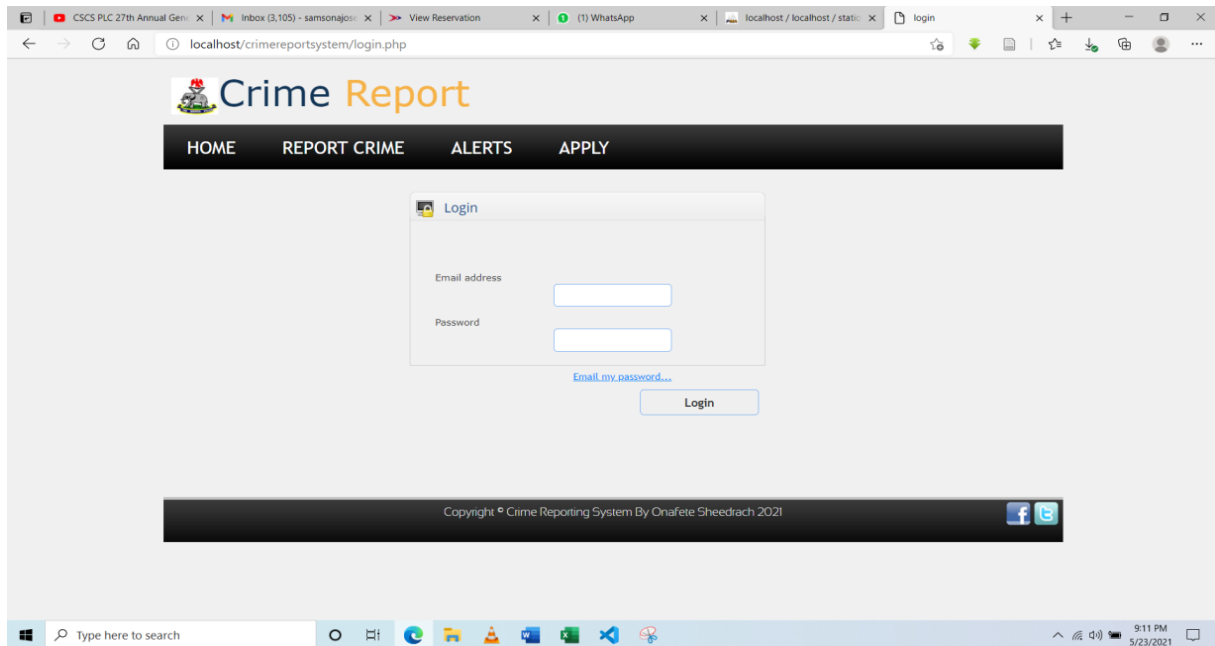 CSCS PLC 27th Annual Gen
Inbox (3,105) - samsonajos
View Reservation
(1) WhatsApp
localhost / localhost / static
login
localhost/crimereportsystem/login.php
Crime Report
HOME REPORT CRIME ALERTS APPLY
Login
Email address
Password
Email my password...
Login
Copyright © Crime Reporting System By Onafete Sheedrach 2021
Type here to search
9:11 PM
5/23/2021